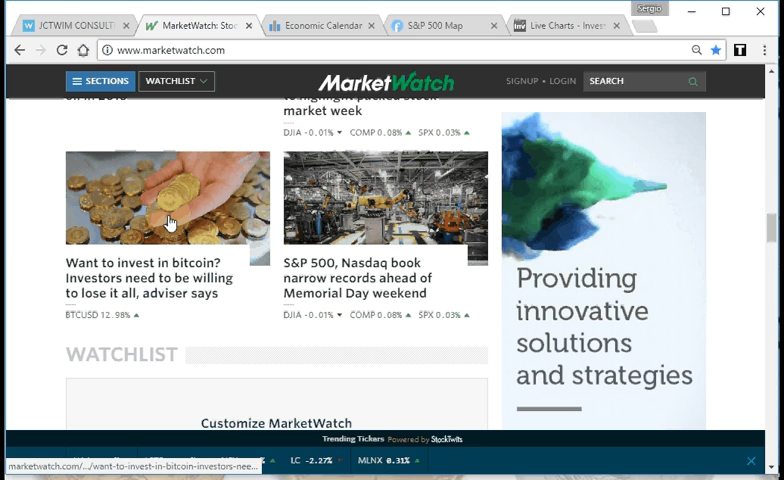 Sergio
JCTWIM CONSULT
MarketWatch: Stoc
Economic Calendar
S&P 500 Map
Live Charts - Invest
www.marketwatch.com
SECTIONS
WATCHLIST
MarketWatch
SIGNUP • LOGIN
SEARCH
to highlight packed stock
market week
DJIA -0.01% COMP 0.08% SPX 0.03%
Want to invest in bitcoin?
Investors need to be willing
to lose it all, adviser says
BTCUSD 12.98%
S&P 500, Nasdaq book
narrow records ahead of
Memorial Day weekend
DJIA -0.01% COMP 0.08% SPX 0.03%
Providing
innovative
solutions
and strategies
WATCHLIST
Customize MarketWatch
Trending Tickers Powered by StockTwits
LC -2.27% MLNX 0.31%
marketwatch.com/.../want-to-invest-in-bitcoin-investors-nee...